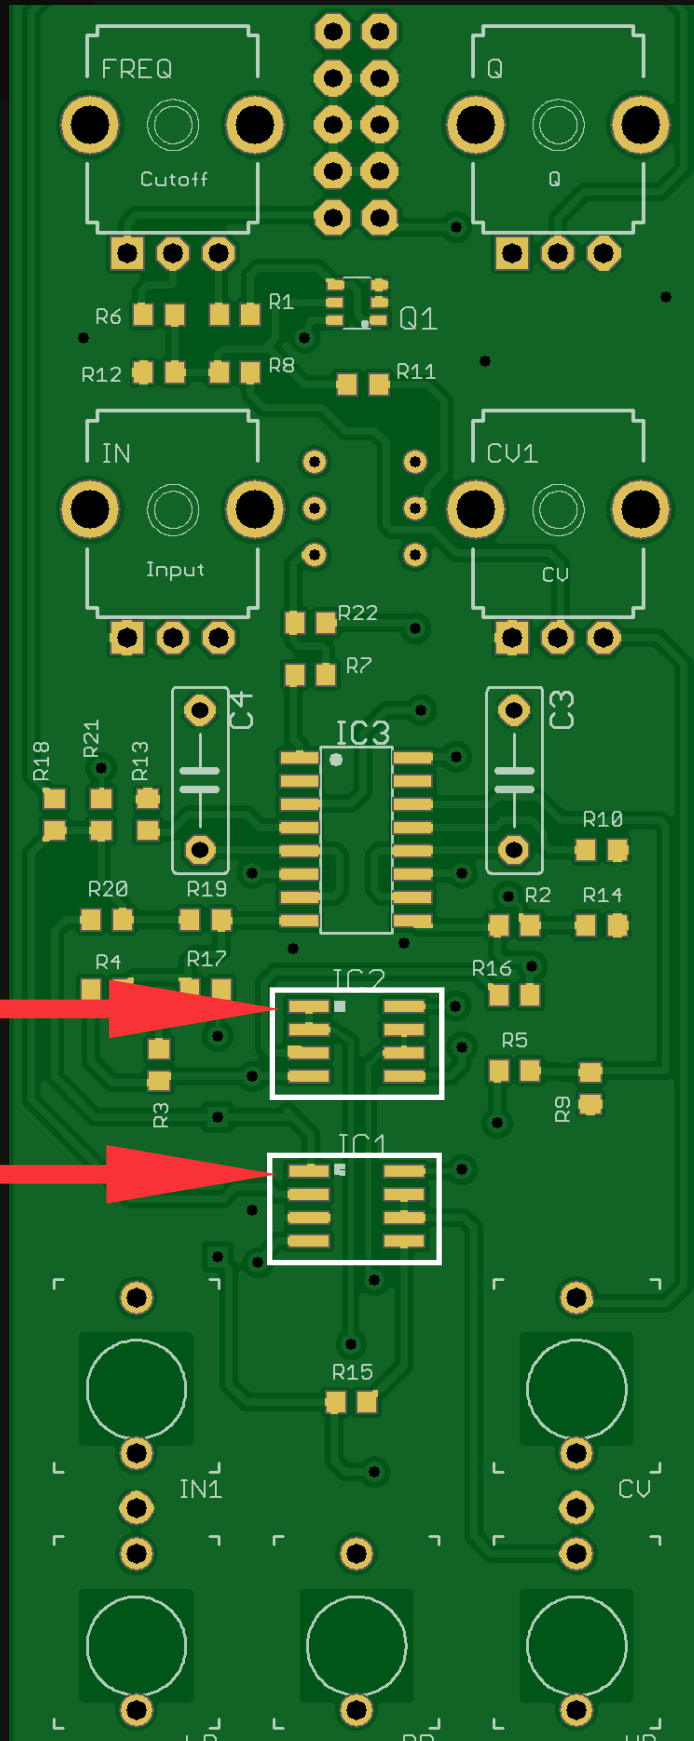 FREQ
Q
Cutoff
Q
R6
R1
Q1
R12
R8
R11
IN
CV1
Input
CV
R22
R7
C4
C3
IC3
R18
R21
R13
R10
R20
R19
R2
R14
R4
R17
R16
IC2
R5
R3
R9
IC1
R15
IN1
CV